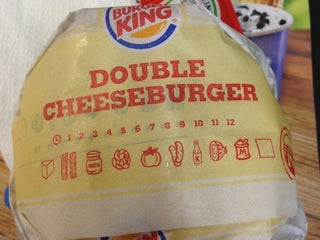 BURGER
KING
DOUBLE
CHEESEBURGER
1 2 3 4 5 6 7 8 9 10 11 12